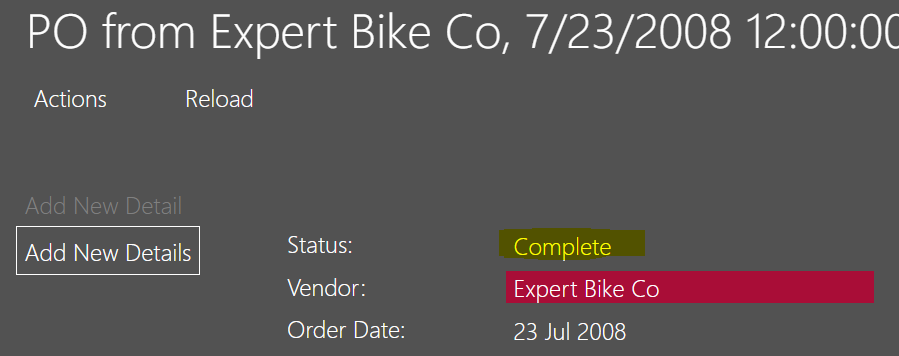 PO from Expert Bike Co, 7/23/2008 12:00:00
Actions Reload
Add New Detail
Add New Details
Status: Complete
Vendor: Expert Bike Co
Order Date: 23 Jul 2008